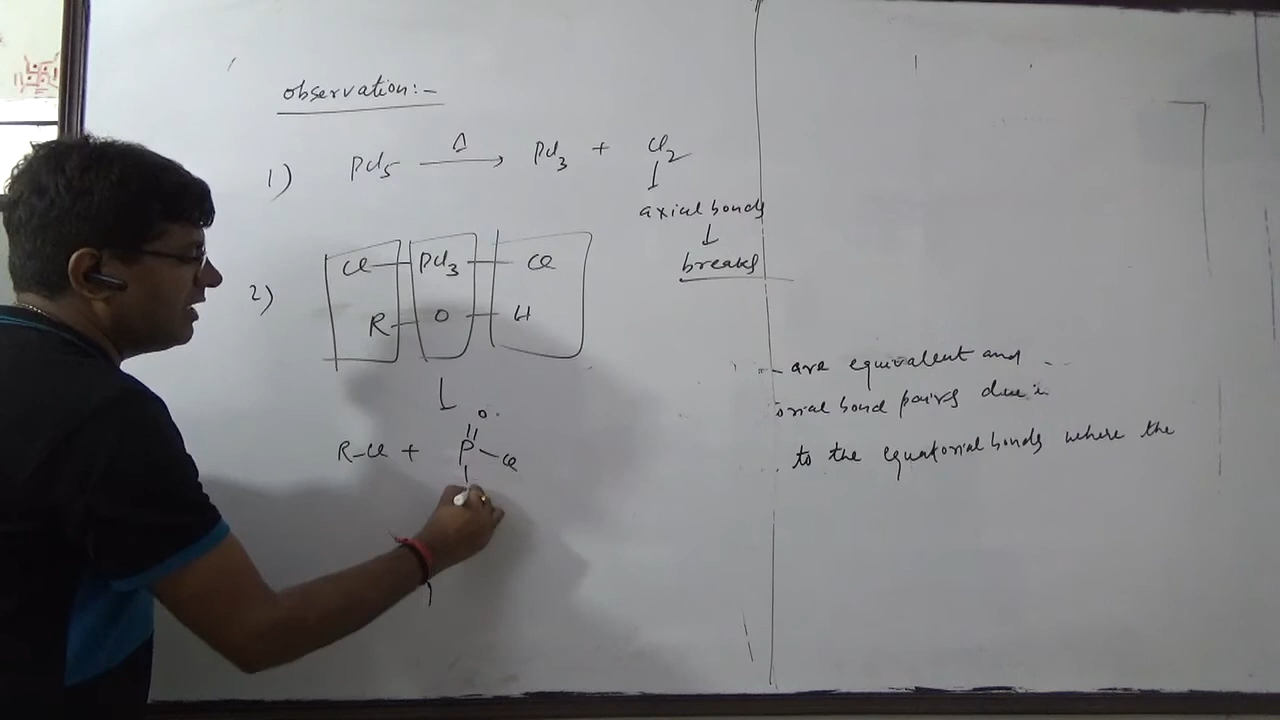 observation:-
1) PCl5 Δ→ PCl3 + Cl2
↓
axial bonds
↓
breaks
2) Cl—PCl3—Cl
R—O—H
↓
R-Cl + P=O
Cl
are equivalent and
orial bond pairs due
to the equatorial bonds where the